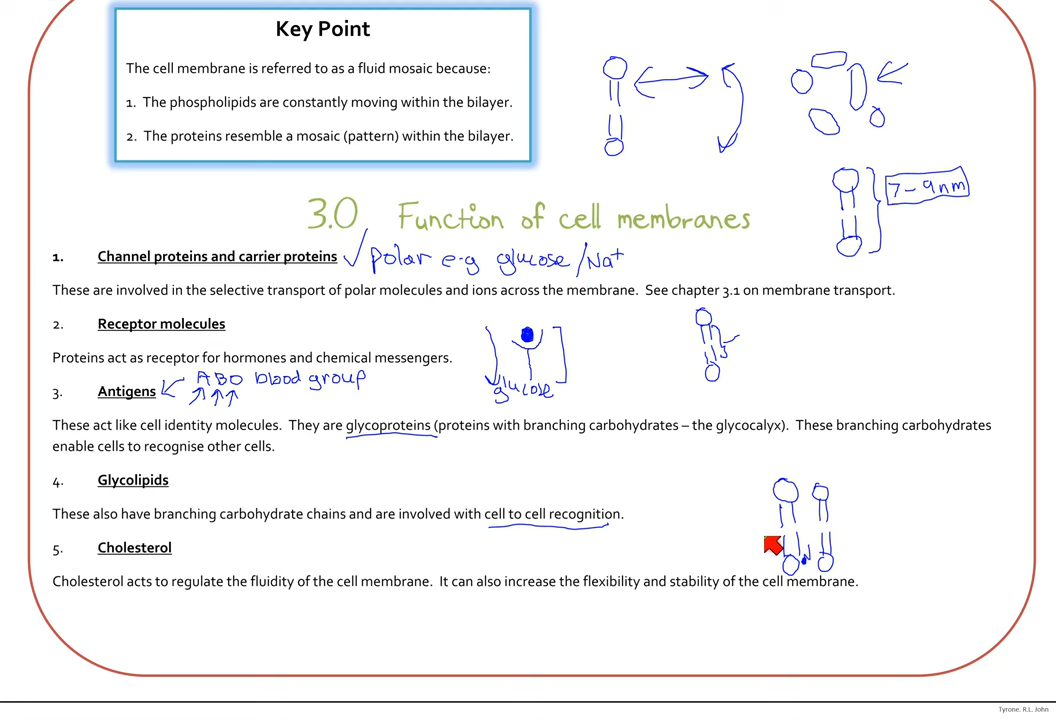 Key Point
The cell membrane is referred to as a fluid mosaic because:
1. The phospholipids are constantly moving within the bilayer.
2. The proteins resemble a mosaic (pattern) within the bilayer.
7-9nm
3.0 Function of cell membranes
1. Channel proteins and carrier proteins polar e.g glucose/Na+
These are involved in the selective transport of polar molecules and ions across the membrane. See chapter 3.1 on membrane transport.
2. Receptor molecules
Proteins act as receptor for hormones and chemical messengers.
glucose
ABO blood group
3. Antigens
These act like cell identity molecules. They are glycoproteins (proteins with branching carbohydrates – the glycocalyx). These branching carbohydrates
enable cells to recognise other cells.
4. Glycolipids
These also have branching carbohydrate chains and are involved with cell to cell recognition.
5. Cholesterol
Cholesterol acts to regulate the fluidity of the cell membrane. It can also increase the flexibility and stability of the cell membrane.
Tyrone. R.L. John